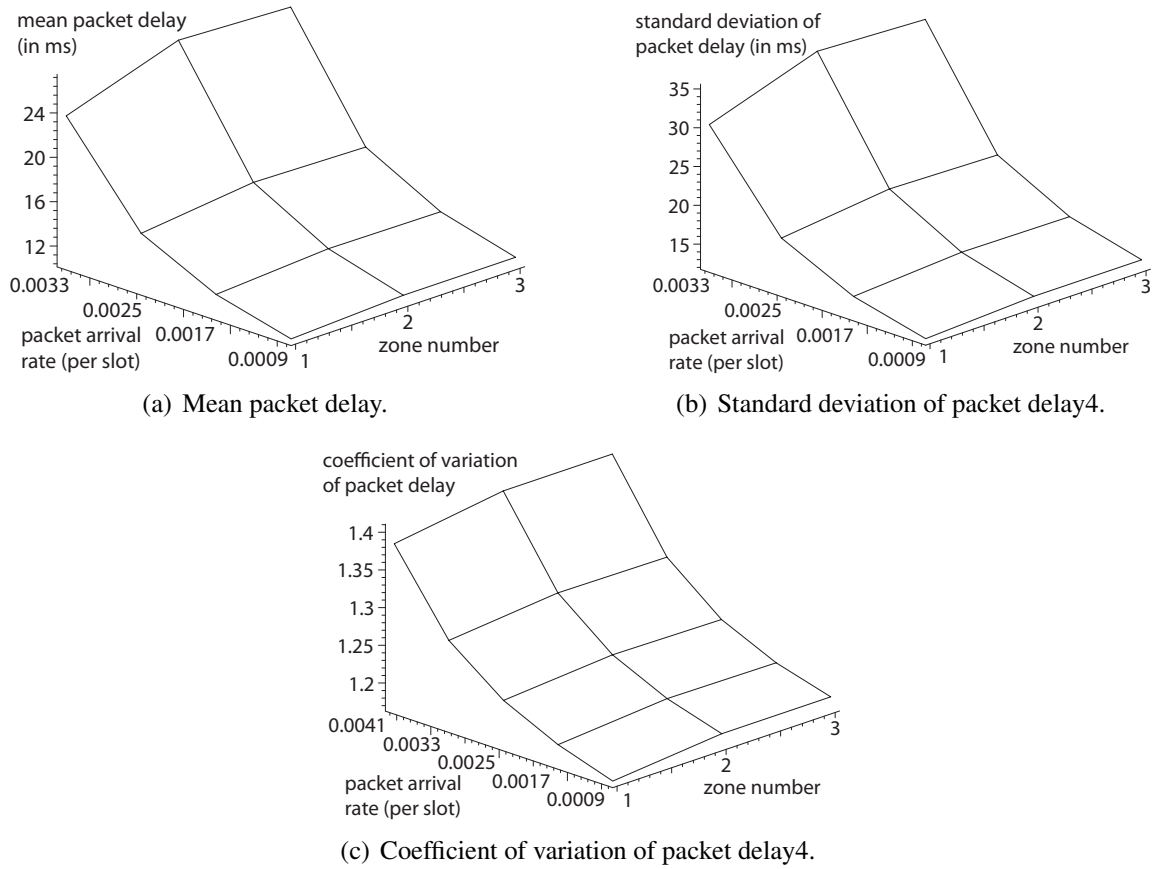 mean packet delay
(in ms)
24
20
16
12
0.0033
0.0025
0.0017
0.0009
packet arrival
rate (per slot)
1
2
3
zone number
(a) Mean packet delay.
standard deviation of
packet delay (in ms)
35
30
25
20
15
0.0033
0.0025
0.0017
0.0009
packet arrival
rate (per slot)
1
2
3
zone number
(b) Standard deviation of packet delay4.
coefficient of variation
of packet delay
1.4
1.35
1.3
1.25
1.2
0.0041
0.0033
0.0025
0.0017
0.0009
packet arrival
rate (per slot)
1
2
3
zone number
(c) Coefficient of variation of packet delay4.